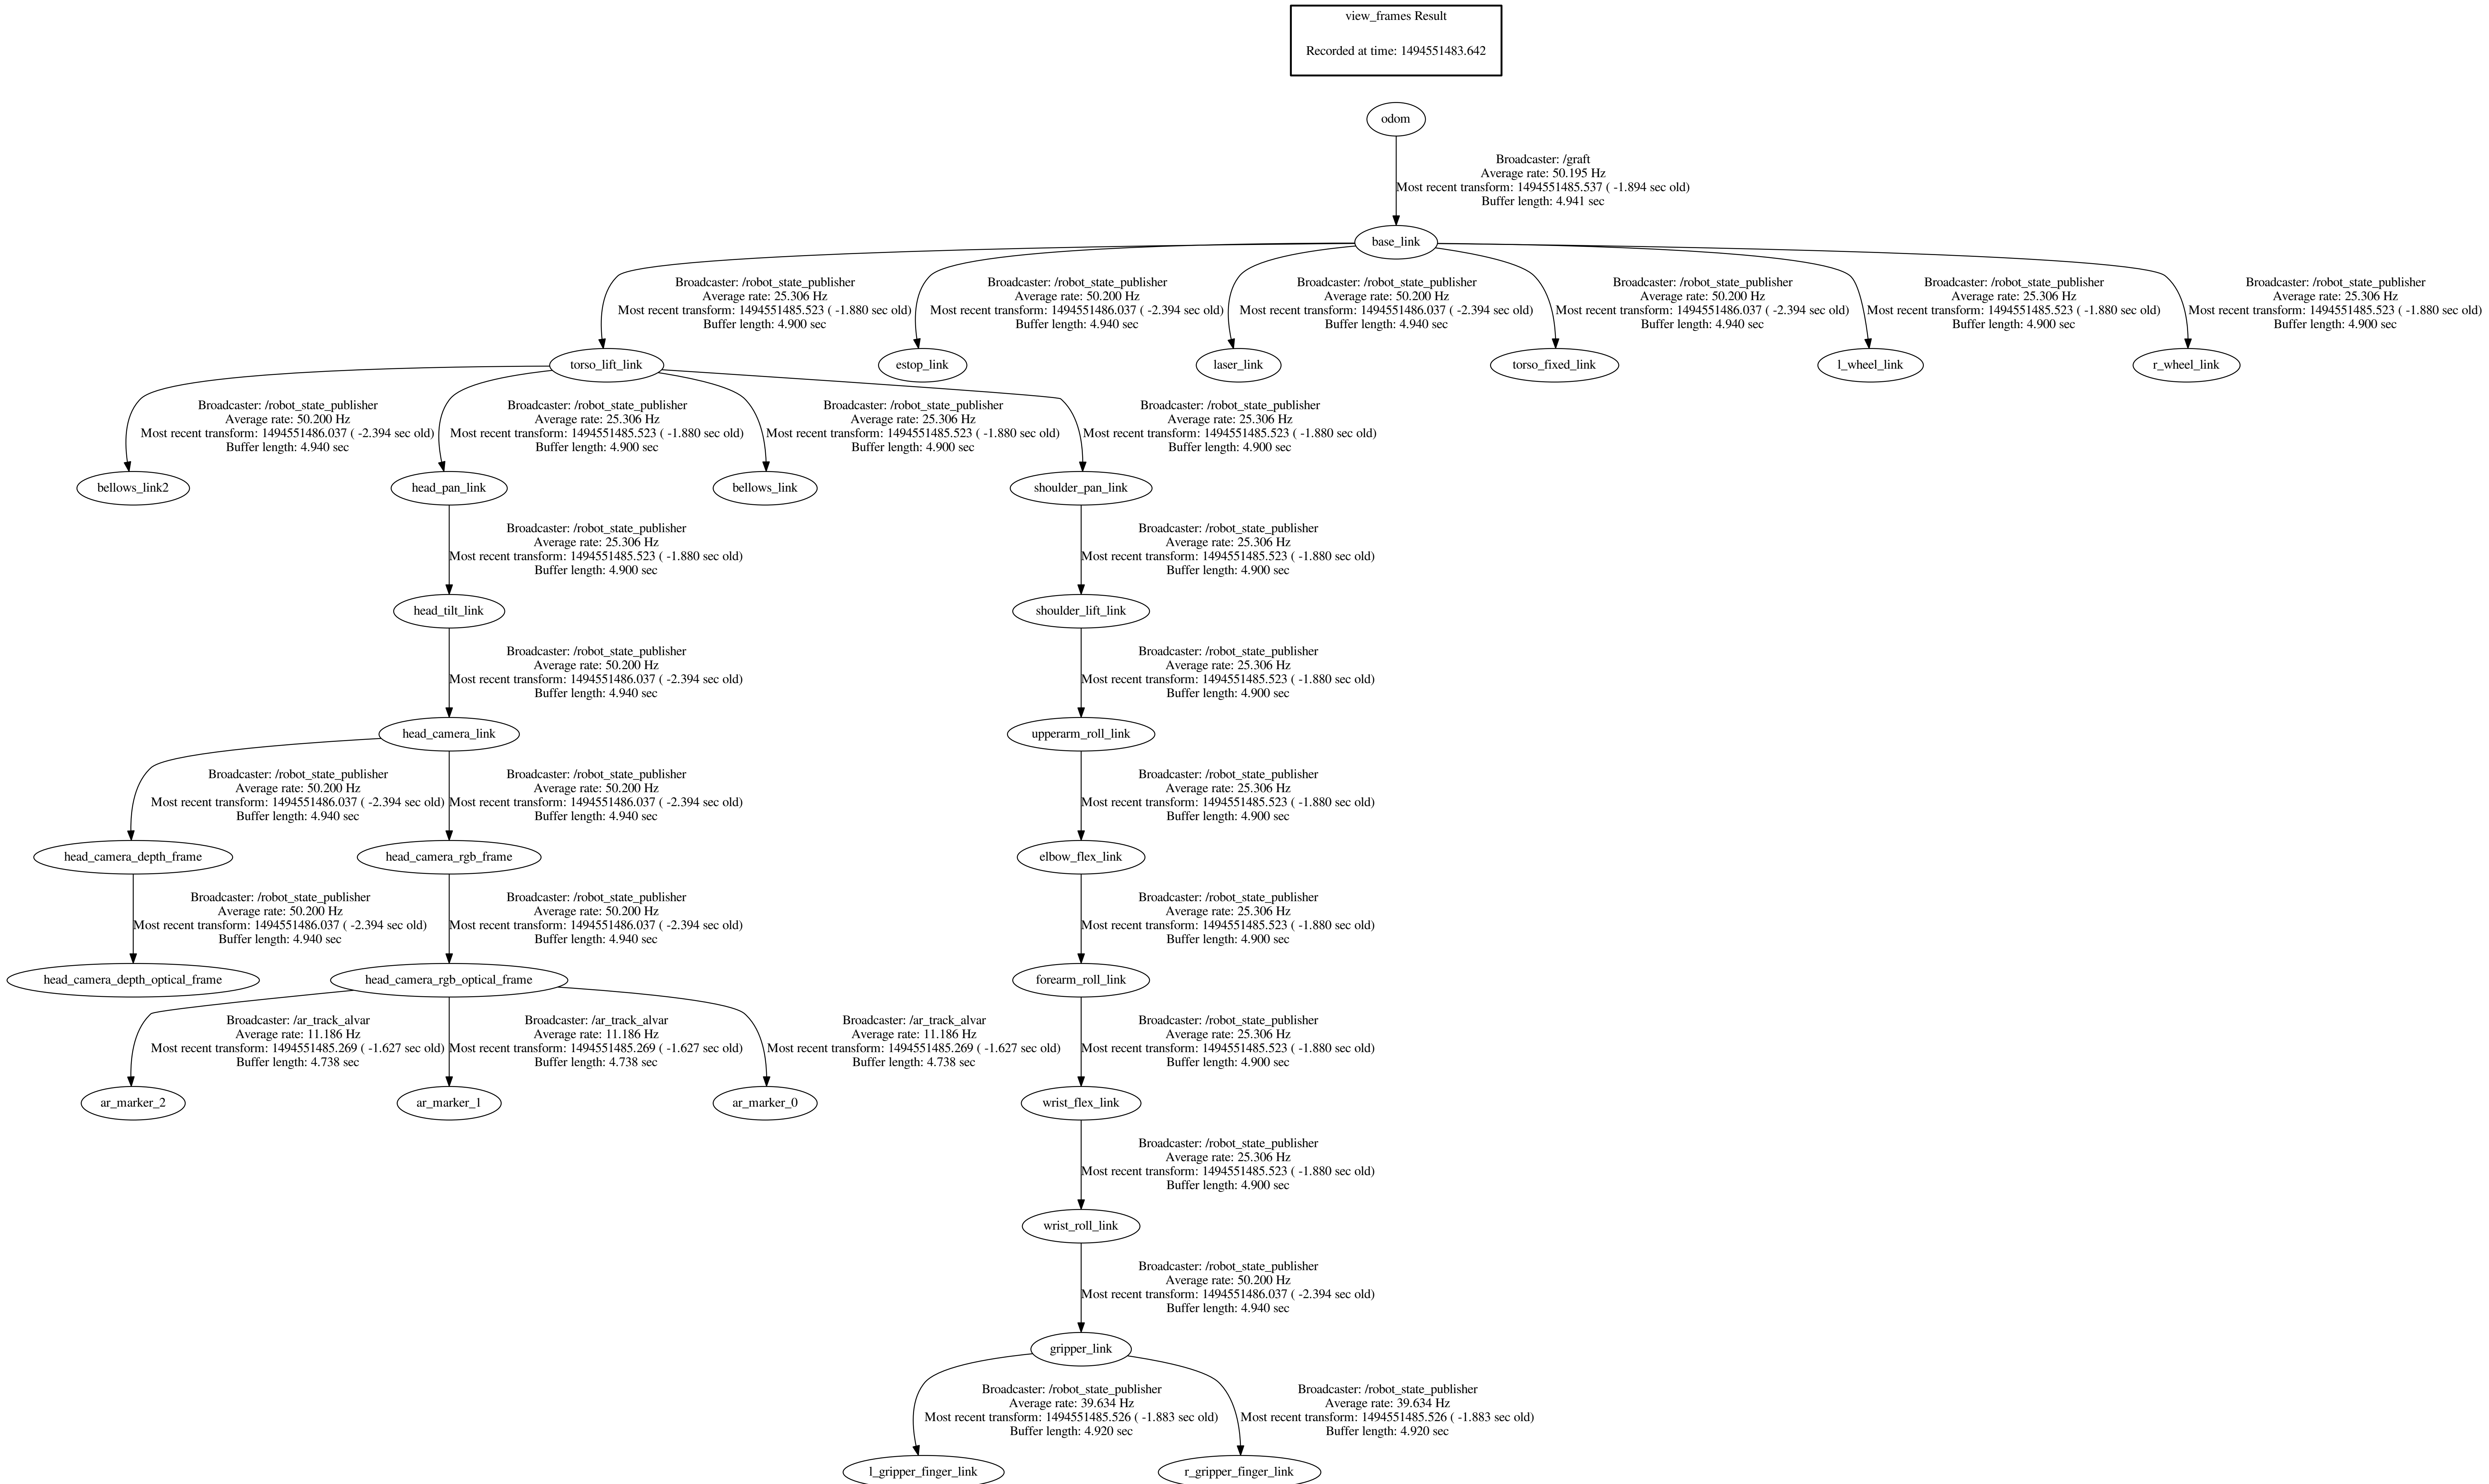 view_frames Result
Recorded at time: 1494551483.642
odom
Broadcaster: /graft
Average rate: 50.195 Hz
Most recent transform: 1494551485.537 ( -1.894 sec old)
Buffer length: 4.941 sec
base_link
Broadcaster: /robot_state_publisher
Average rate: 25.306 Hz
Most recent transform: 1494551485.523 ( -1.880 sec old)
Buffer length: 4.900 sec
Broadcaster: /robot_state_publisher
Average rate: 50.200 Hz
Most recent transform: 1494551486.037 ( -2.394 sec old)
Buffer length: 4.940 sec
Broadcaster: /robot_state_publisher
Average rate: 50.200 Hz
Most recent transform: 1494551486.037 ( -2.394 sec old)
Buffer length: 4.940 sec
Broadcaster: /robot_state_publisher
Average rate: 50.200 Hz
Most recent transform: 1494551486.037 ( -2.394 sec old)
Buffer length: 4.940 sec
Broadcaster: /robot_state_publisher
Average rate: 25.306 Hz
Most recent transform: 1494551485.523 ( -1.880 sec old)
Buffer length: 4.900 sec
Broadcaster: /robot_state_publisher
Average rate: 25.306 Hz
Most recent transform: 1494551485.523 ( -1.880 sec old)
Buffer length: 4.900 sec
torso_lift_link
estop_link
laser_link
torso_fixed_link
l_wheel_link
r_wheel_link
Broadcaster: /robot_state_publisher
Average rate: 50.200 Hz
Most recent transform: 1494551486.037 ( -2.394 sec old)
Buffer length: 4.940 sec
Broadcaster: /robot_state_publisher
Average rate: 25.306 Hz
Most recent transform: 1494551485.523 ( -1.880 sec old)
Buffer length: 4.900 sec
Broadcaster: /robot_state_publisher
Average rate: 25.306 Hz
Most recent transform: 1494551485.523 ( -1.880 sec old)
Buffer length: 4.900 sec
Broadcaster: /robot_state_publisher
Average rate: 25.306 Hz
Most recent transform: 1494551485.523 ( -1.880 sec old)
Buffer length: 4.900 sec
bellows_link2
head_pan_link
bellows_link
shoulder_pan_link
Broadcaster: /robot_state_publisher
Average rate: 25.306 Hz
Most recent transform: 1494551485.523 ( -1.880 sec old)
Buffer length: 4.900 sec
Broadcaster: /robot_state_publisher
Average rate: 25.306 Hz
Most recent transform: 1494551485.523 ( -1.880 sec old)
Buffer length: 4.900 sec
head_tilt_link
shoulder_lift_link
Broadcaster: /robot_state_publisher
Average rate: 50.200 Hz
Most recent transform: 1494551486.037 ( -2.394 sec old)
Buffer length: 4.940 sec
Broadcaster: /robot_state_publisher
Average rate: 25.306 Hz
Most recent transform: 1494551485.523 ( -1.880 sec old)
Buffer length: 4.900 sec
head_camera_link
upperarm_roll_link
Broadcaster: /robot_state_publisher
Average rate: 50.200 Hz
Most recent transform: 1494551486.037 ( -2.394 sec old)
Buffer length: 4.940 sec
Broadcaster: /robot_state_publisher
Average rate: 50.200 Hz
Most recent transform: 1494551486.037 ( -2.394 sec old)
Buffer length: 4.940 sec
Broadcaster: /robot_state_publisher
Average rate: 25.306 Hz
Most recent transform: 1494551485.523 ( -1.880 sec old)
Buffer length: 4.900 sec
head_camera_depth_frame
head_camera_rgb_frame
elbow_flex_link
Broadcaster: /robot_state_publisher
Average rate: 50.200 Hz
Most recent transform: 1494551486.037 ( -2.394 sec old)
Buffer length: 4.940 sec
Broadcaster: /robot_state_publisher
Average rate: 50.200 Hz
Most recent transform: 1494551486.037 ( -2.394 sec old)
Buffer length: 4.940 sec
Broadcaster: /robot_state_publisher
Average rate: 25.306 Hz
Most recent transform: 1494551485.523 ( -1.880 sec old)
Buffer length: 4.900 sec
head_camera_depth_optical_frame
head_camera_rgb_optical_frame
forearm_roll_link
Broadcaster: /ar_track_alvar
Average rate: 11.186 Hz
Most recent transform: 1494551485.269 ( -1.627 sec old)
Buffer length: 4.738 sec
Broadcaster: /ar_track_alvar
Average rate: 11.186 Hz
Most recent transform: 1494551485.269 ( -1.627 sec old)
Buffer length: 4.738 sec
Broadcaster: /ar_track_alvar
Average rate: 11.186 Hz
Most recent transform: 1494551485.269 ( -1.627 sec old)
Buffer length: 4.738 sec
Broadcaster: /robot_state_publisher
Average rate: 25.306 Hz
Most recent transform: 1494551485.523 ( -1.880 sec old)
Buffer length: 4.900 sec
ar_marker_2
ar_marker_1
ar_marker_0
wrist_flex_link
Broadcaster: /robot_state_publisher
Average rate: 25.306 Hz
Most recent transform: 1494551485.523 ( -1.880 sec old)
Buffer length: 4.900 sec
wrist_roll_link
Broadcaster: /robot_state_publisher
Average rate: 50.200 Hz
Most recent transform: 1494551486.037 ( -2.394 sec old)
Buffer length: 4.940 sec
gripper_link
Broadcaster: /robot_state_publisher
Average rate: 39.634 Hz
Most recent transform: 1494551485.526 ( -1.883 sec old)
Buffer length: 4.920 sec
Broadcaster: /robot_state_publisher
Average rate: 39.634 Hz
Most recent transform: 1494551485.526 ( -1.883 sec old)
Buffer length: 4.920 sec
l_gripper_finger_link
r_gripper_finger_link